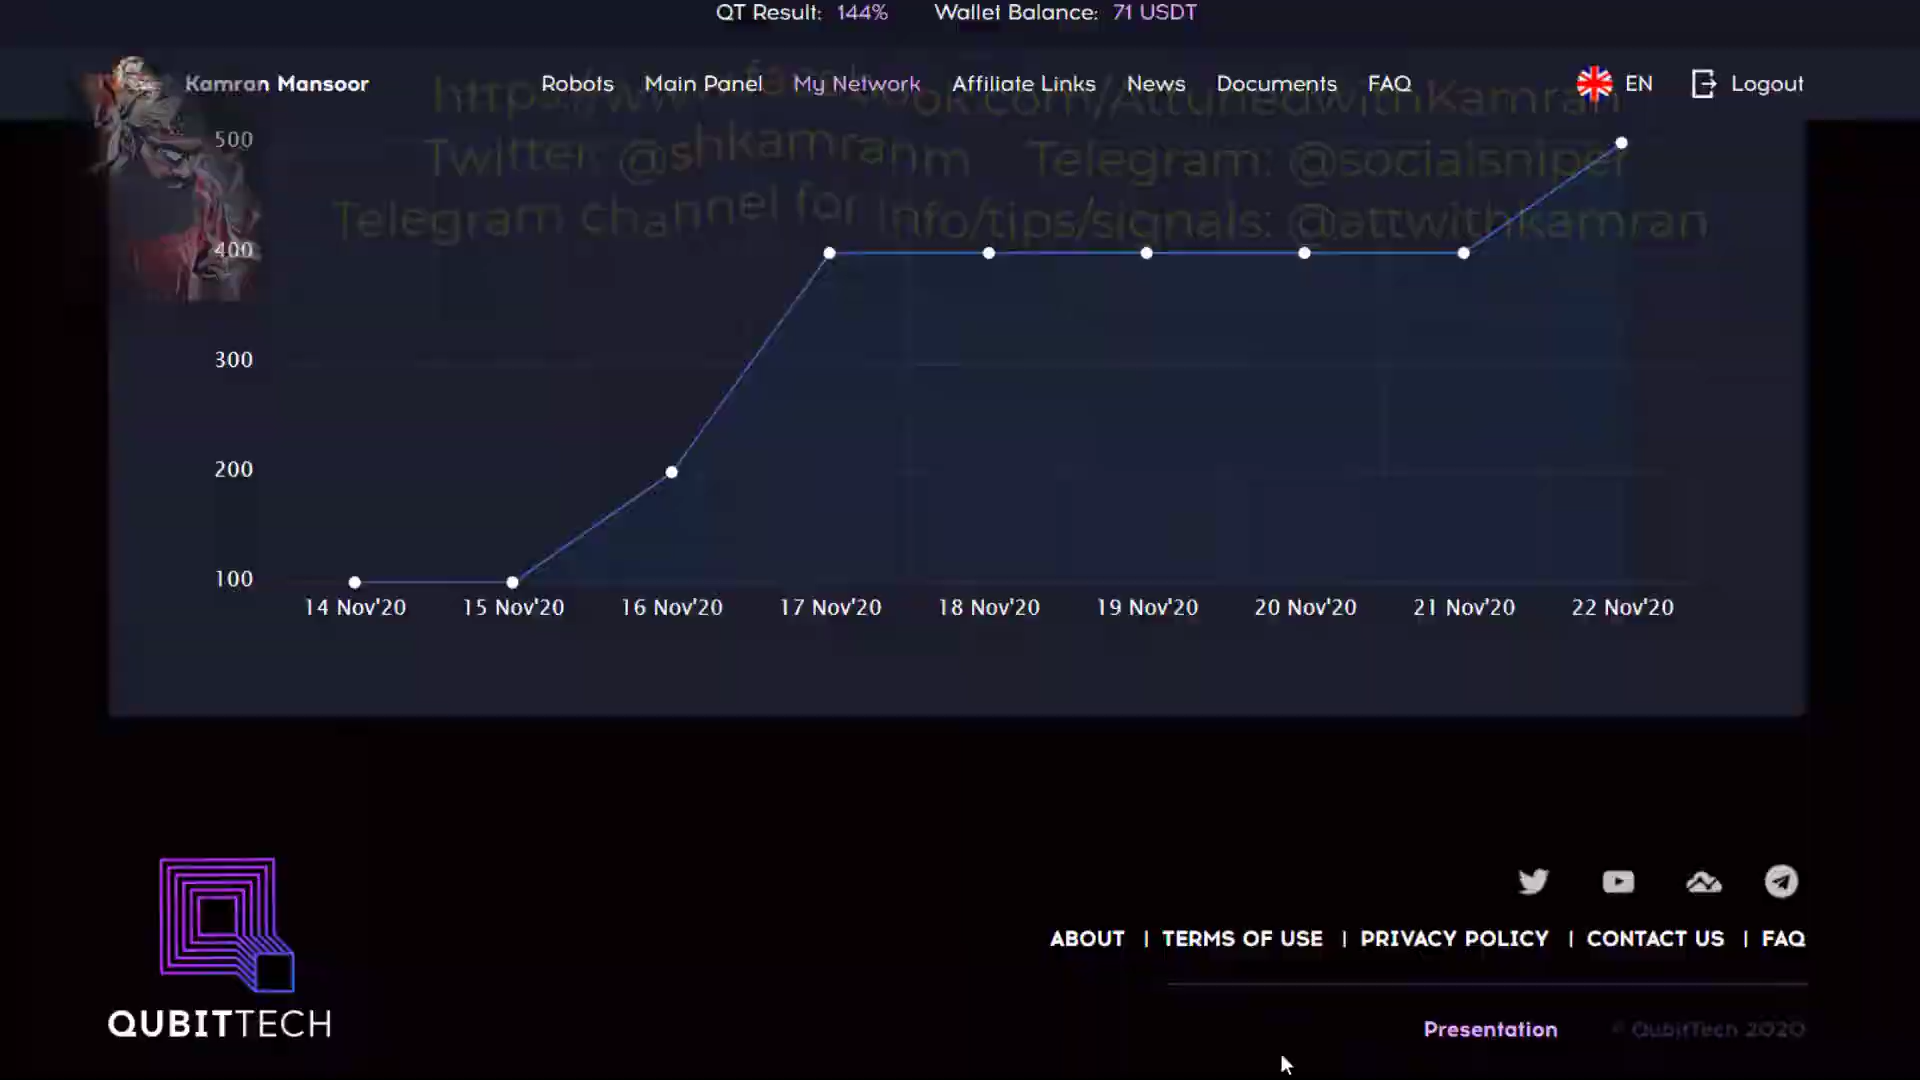 QT Result: 144% Wallet Balance: 71 USDT
Kamran Mansoor Robots Main Panel My Network Affiliate Links News Documents FAQ EN Logout
Twitter: @shkamranm Telegram: @socialsniper
Telegram channel for info/tips/signals: @attwithkamran
500
400
300
200
100
14 Nov'20 15 Nov'20 16 Nov'20 17 Nov'20 18 Nov'20 19 Nov'20 20 Nov'20 21 Nov'20 22 Nov'20
ABOUT | TERMS OF USE | PRIVACY POLICY | CONTACT US | FAQ
QUBITTECH
Presentation © QubitTech 2020